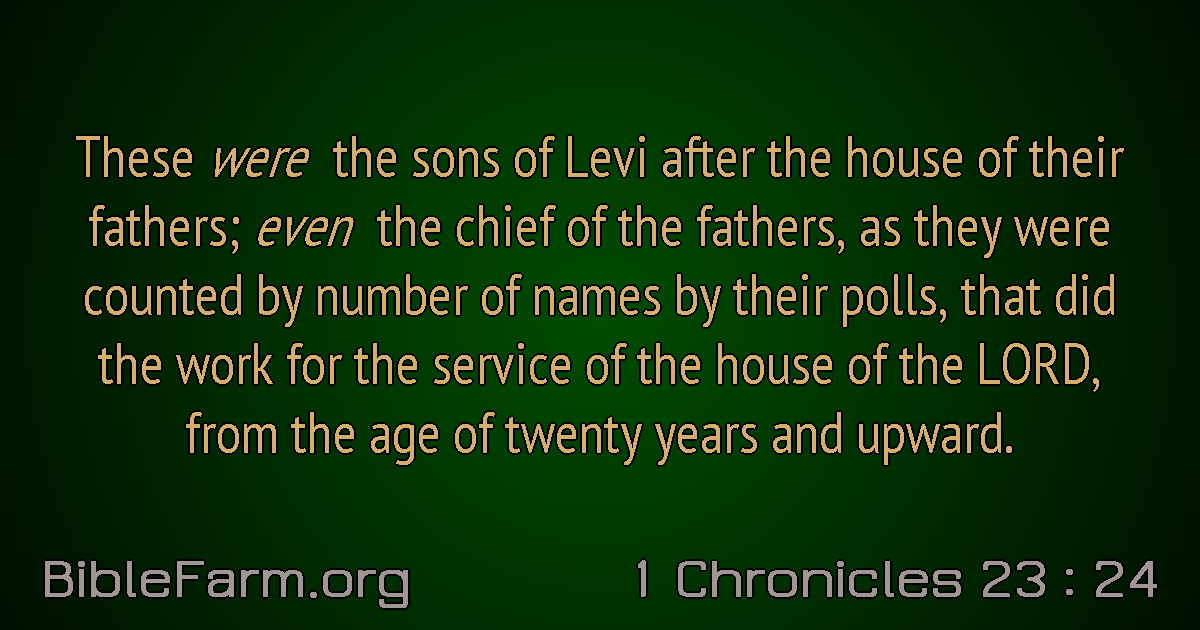 These were the sons of Levi after the house of their
fathers; even the chief of the fathers, as they were
counted by number of names by their polls, that did
the work for the service of the house of the LORD,
from the age of twenty years and upward.
BibleFarm.org
1 Chronicles 23 : 24